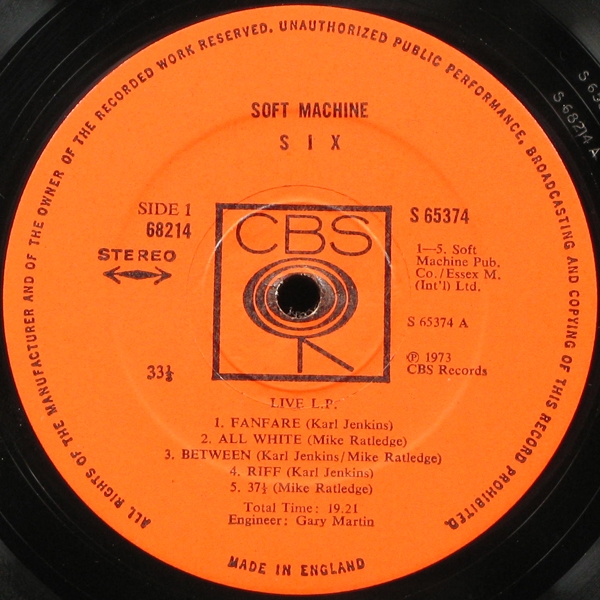 ALL RIGHTS OF THE MANUFACTURER AND OF THE OWNER OF THE RECORDED WORK RESERVED. UNAUTHORIZED PUBLIC PERFORMANCE, BROADCASTING AND COPYING OF THIS RECORD PROHIBITED.
SOFT MACHINE
SIX
SIDE 1
68214
STEREO
33⅓
CBS
S 65374
1—5. Soft
Machine Pub.
Co./Essex M.
(Int'l) Ltd.
S 65374 A
℗ 1973
CBS Records
LIVE L.P.
1. FANFARE (Karl Jenkins)
2. ALL WHITE (Mike Ratledge)
3. BETWEEN (Karl Jenkins/Mike Ratledge)
4. RIFF (Karl Jenkins)
5. 37½ (Mike Ratledge)
Total Time: 19.21
Engineer: Gary Martin
MADE IN ENGLAND
S 68214 A